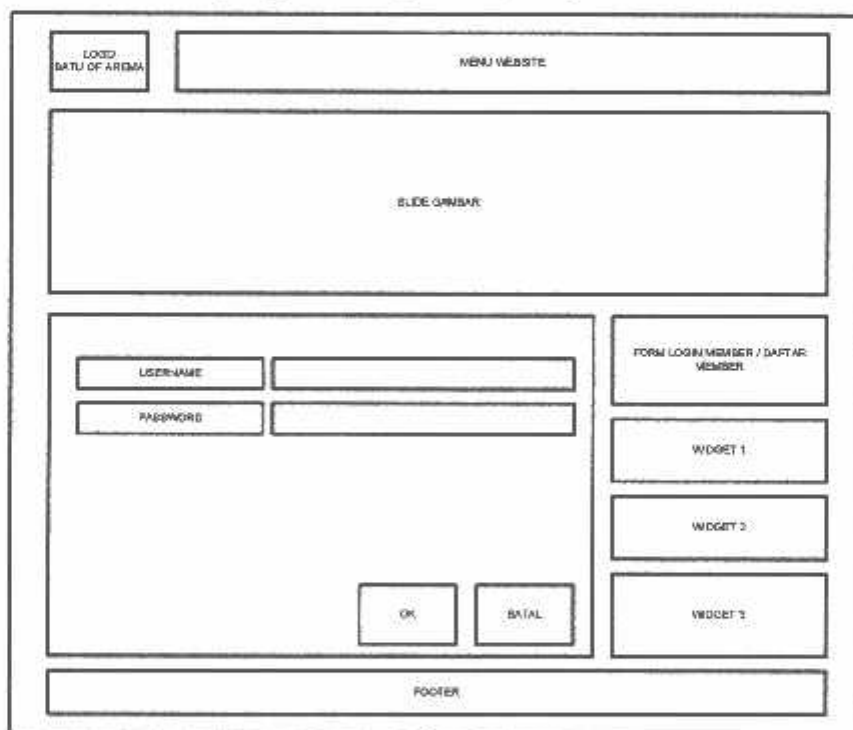 LOGO
BATU OF AREMA
MENU WEBSITE
SLIDE GAMBAR
USERNAME
PASSWORD
OK
BATAL
FORM LOGIN MEMBER / DAFTAR
MEMBER
WIDGET 1
WIDGET 2
WIDGET 3
FOOTER